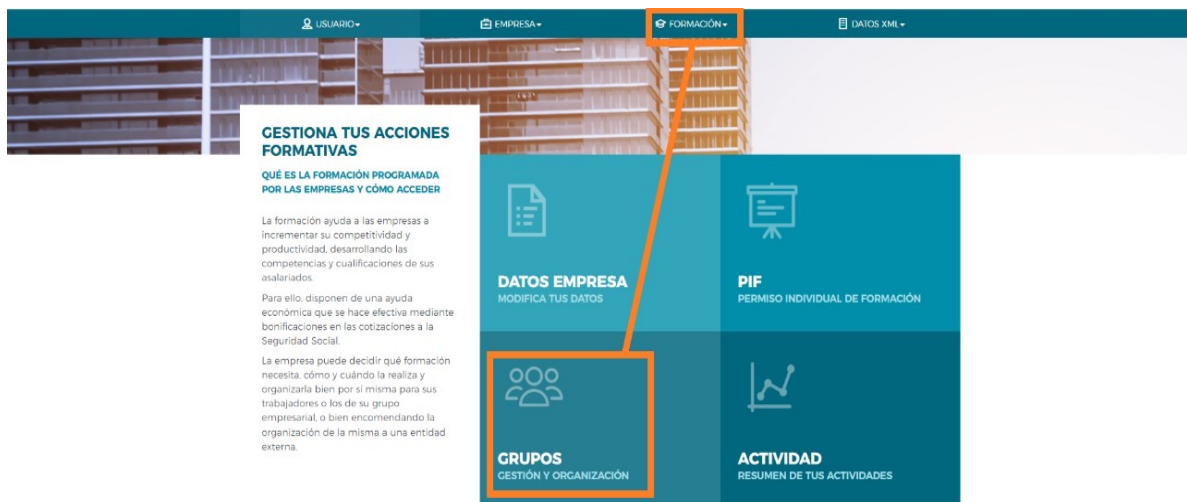 USUARIO
EMPRESA
FORMACIÓN
DATOS XML
GESTIONA TUS ACCIONES
FORMATIVAS
QUÉ ES LA FORMACIÓN PROGRAMADA
POR LAS EMPRESAS Y CÓMO ACCEDER
La formación ayuda a las empresas a
incrementar su competitividad y
productividad, desarrollando las
competencias y cualificaciones de sus
asalariados.
Para ello, disponen de una ayuda
económica que se hace efectiva mediante
bonificaciones en las cotizaciones a la
Seguridad Social.
La empresa puede decidir qué formación
necesita, cómo y cuándo la realiza y
organizarla bien por sí misma para sus
trabajadores o los de su grupo
empresarial, o bien encomendando la
organización de la misma a una entidad
externa.
DATOS EMPRESA
MODIFICA TUS DATOS
PIF
PERMISO INDIVIDUAL DE FORMACIÓN
GRUPOS
GESTIÓN Y ORGANIZACIÓN
ACTIVIDAD
RESUMEN DE TUS ACTIVIDADES